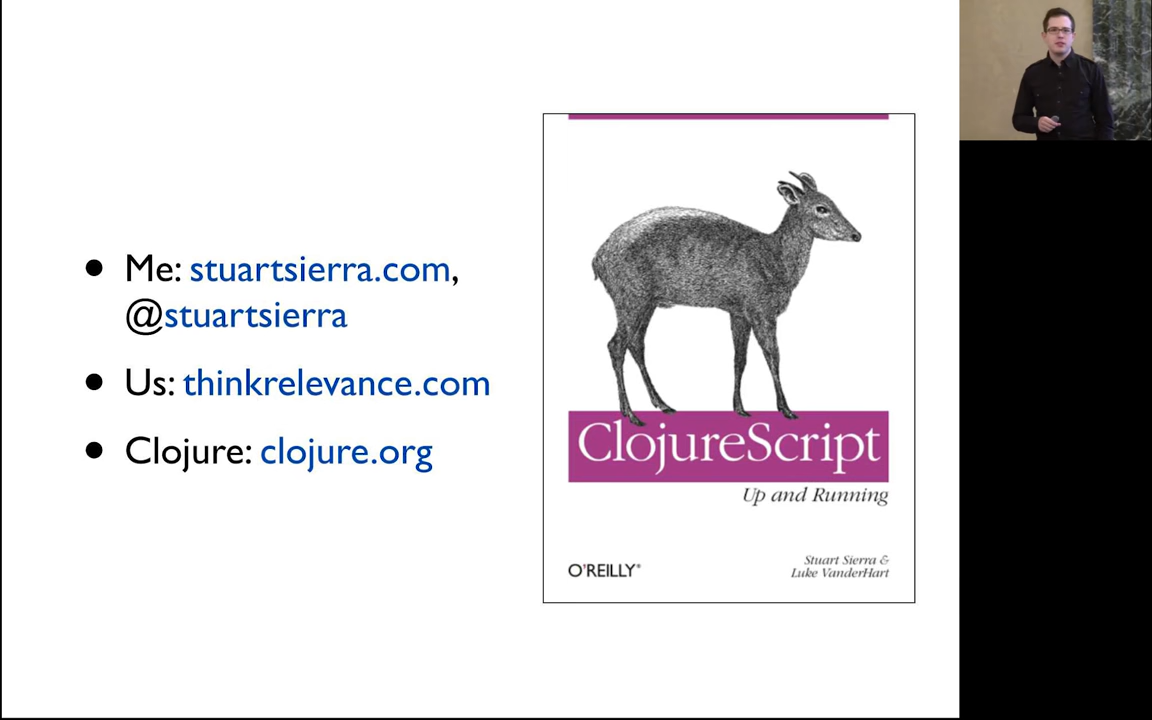 Me: stuartsierra.com,
@stuartsierra
Us: thinkrelevance.com
Clojure: clojure.org
ClojureScript
Up and Running
O'REILLY®
Stuart Sierra &
Luke VanderHart